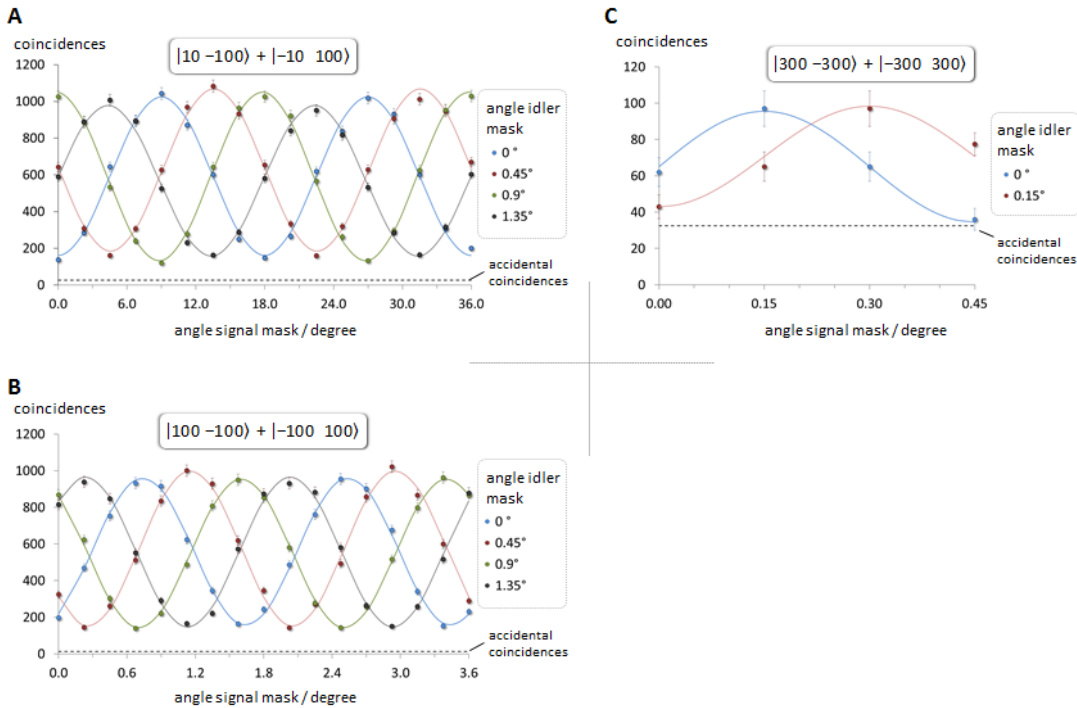 A
coincidences
|10 −100⟩ + |−10 100⟩
1200
1000
800
600
400
200
0
0.0 6.0 12.0 18.0 24.0 30.0 36.0
angle signal mask / degree
angle idler
mask
0 °
0.45°
0.9°
1.35°
accidental
coincidences
C
coincidences
|300 −300⟩ + |−300 300⟩
120
100
80
60
40
20
0
0.00 0.15 0.30 0.45
angle signal mask / degree
angle idler
mask
0°
0.15°
accidental
coincidences
B
coincidences
|100 −100⟩ + |−100 100⟩
1200
1000
800
600
400
200
0
0.0 0.6 1.2 1.8 2.4 3.0 3.6
angle signal mask / degree
angle idler
mask
0 °
0.45°
0.9°
1.35°
accidental
coincidences